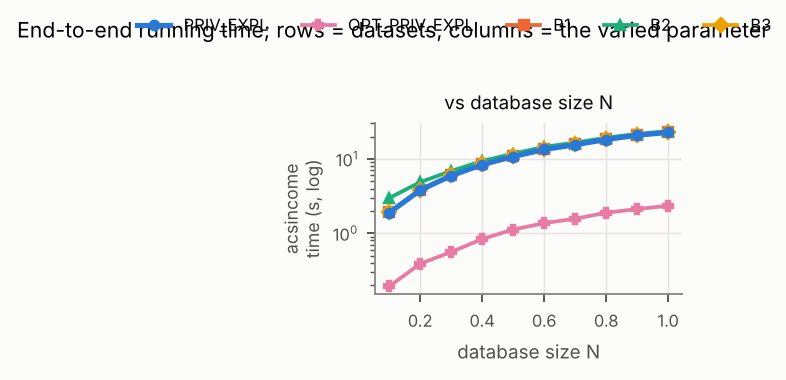 End-to-end running time; rows = datasets, columns = the varied parameter
PRIV_EXPL OPT_PRIV_EXPL B1 B2 B3
vs database size N
acsincome
time (s, log)
10¹
10⁰
0.2 0.4 0.6 0.8 1.0
database size N